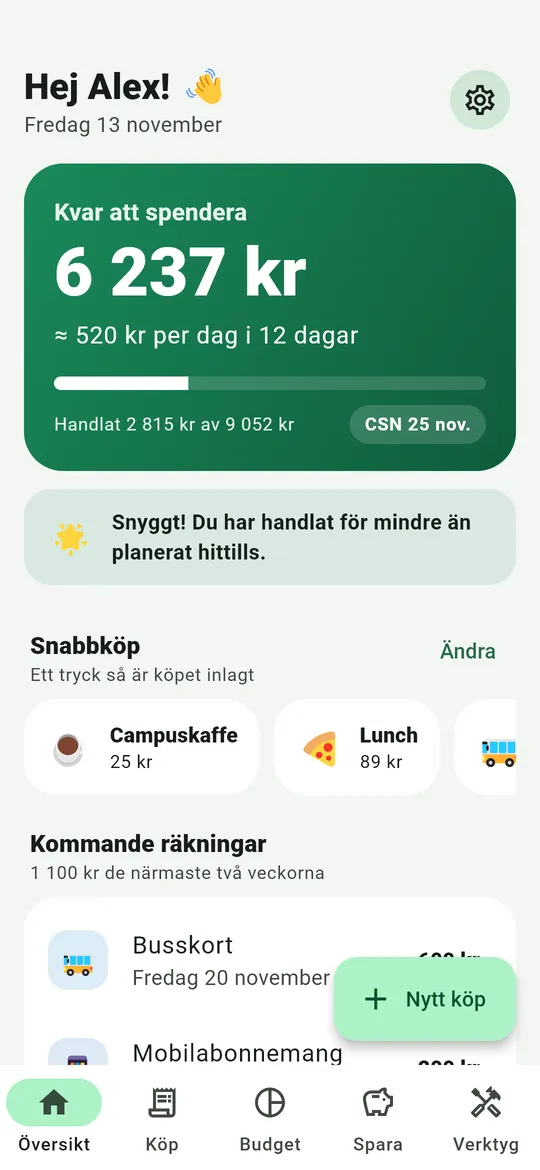 Hej Alex! 👋
Fredag 13 november
Kvar att spendera
6 237 kr
≈ 520 kr per dag i 12 dagar
Handlat 2 815 kr av 9 052 kr
CSN 25 nov.
Snyggt! Du har handlat för mindre än
planerat hittills.
Snabbköp
Ändra
Ett tryck så är köpet inlagt
Campuskaffe
25 kr
Lunch
89 kr
Kommande räkningar
1 100 kr de närmaste två veckorna
Busskort
Fredag 20 november
Nytt köp
Mobilabonnemang
Översikt
Köp
Budget
Spara
Verktyg